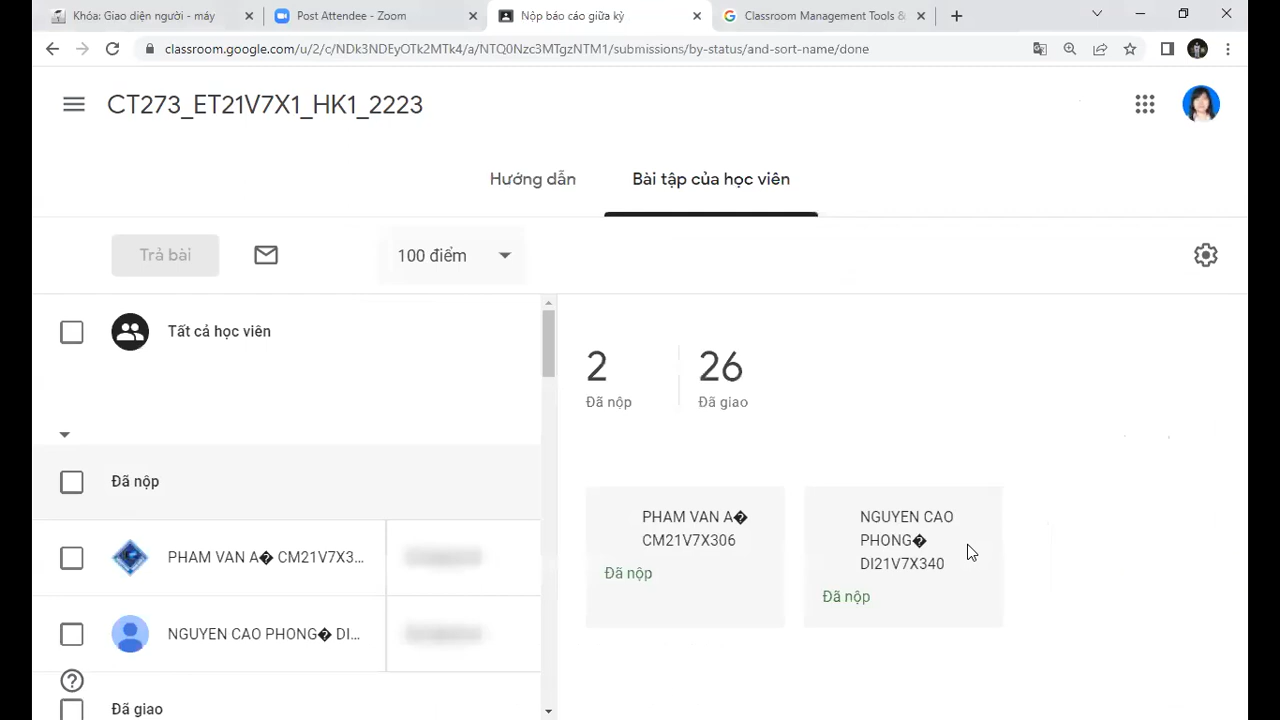 Khóa: Giao diện người - máy
Post Attendee - Zoom
Nộp báo cáo giữa kỳ
Classroom Management Tools &
classroom.google.com/u/2/c/NDk3NDEyOTk2MTk4/a/NTQ0Nzc3MTgzNTM1/submissions/by-status/and-sort-name/done
CT273_ET21V7X1_HK1_2223
Hướng dẫn
Bài tập của học viên
Trả bài
100 điểm
Tất cả học viên
2
26
Đã nộp
Đã giao
Đã nộp
PHAM VAN A�
CM21V7X306
Đã nộp
NGUYEN CAO
PHONG�
DI21V7X340
Đã nộp
PHAM VAN A� CM21V7X3...
NGUYEN CAO PHONG� DI...
Đã giao